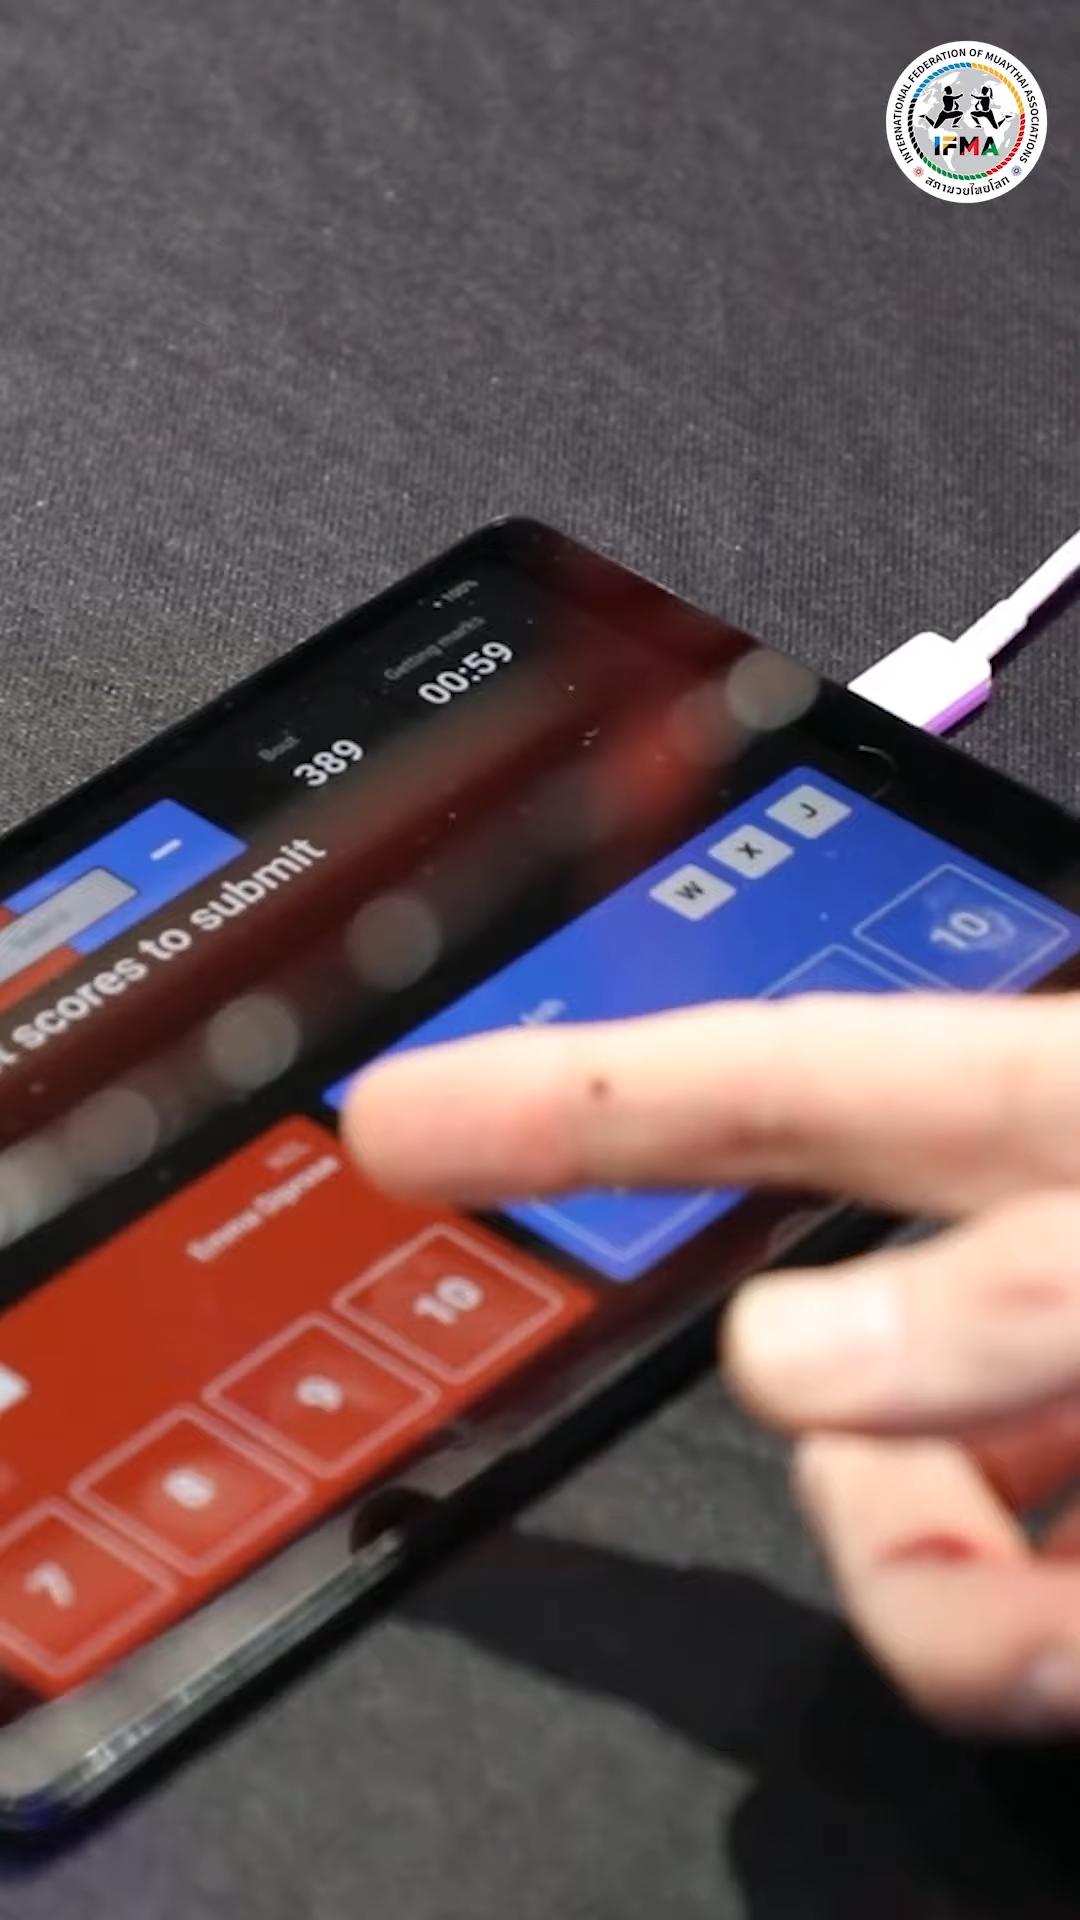 INTERNATIONAL FEDERATION OF MUAYTHAI ASSOCIATIONS
IFMA
สภามวยไทยโลก
100%
Getting marks
00:59
Bout
389
scores to submit
W X J
10
Emma
10
9
8
7